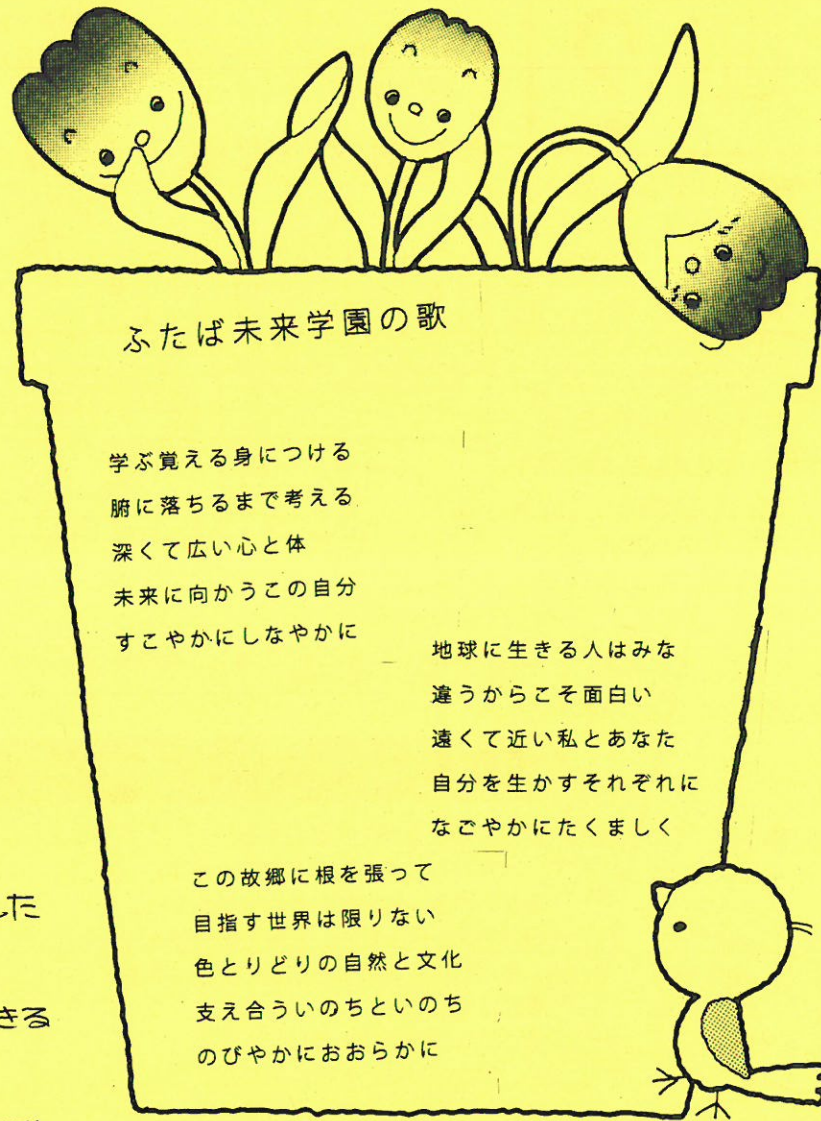 ふたば未来学園の歌
学ぶ覚える身につける
腑に落ちるまで考える
深くて広い心と体
未来に向かうこの自分
すこやかにしなやかに
地球に生きる人はみな
違うからこそ面白い
遠くて近い私とあなた
自分を生かすそれぞれに
なごやかにたくましく
この故郷に根を張って
目指す世界は限りない
色とりどりの自然と文化
支え合ういのちといのち
のびやかにおおらかに
した
きる